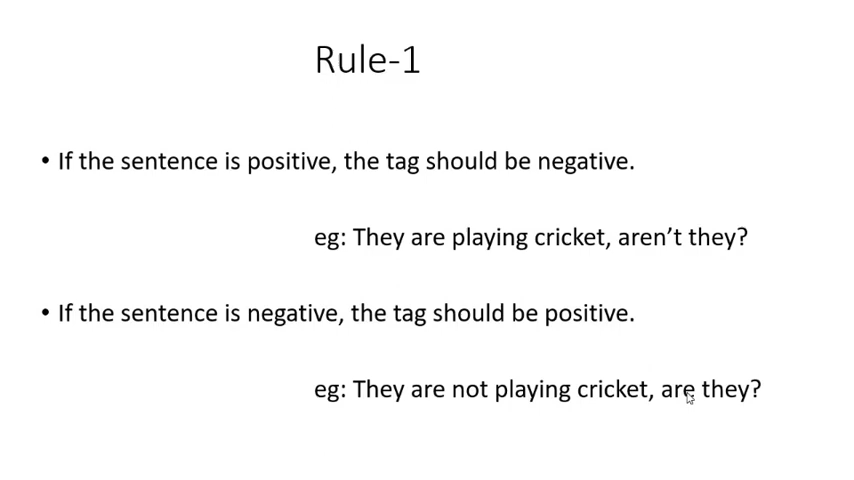 Rule-1
• If the sentence is positive, the tag should be negative.
eg: They are playing cricket, aren’t they?
• If the sentence is negative, the tag should be positive.
eg: They are not playing cricket, are they?